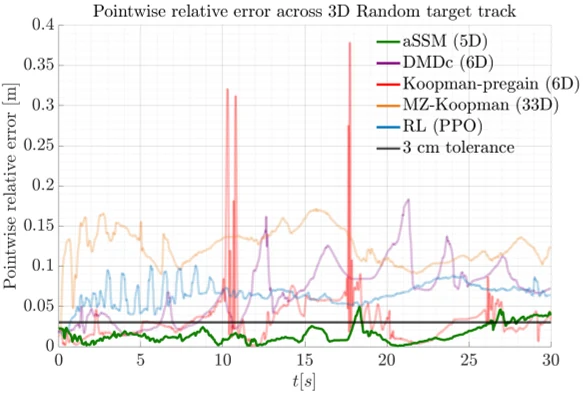 Pointwise relative error across 3D Random target track
Pointwise relative error [m]
0.4
0.35
0.3
0.25
0.2
0.15
0.1
0.05
0
aSSM (5D)
DMDc (6D)
Koopman-pregain (6D)
MZ-Koopman (33D)
RL (PPO)
3 cm tolerance
0 5 10 15 20 25 30
t[s]